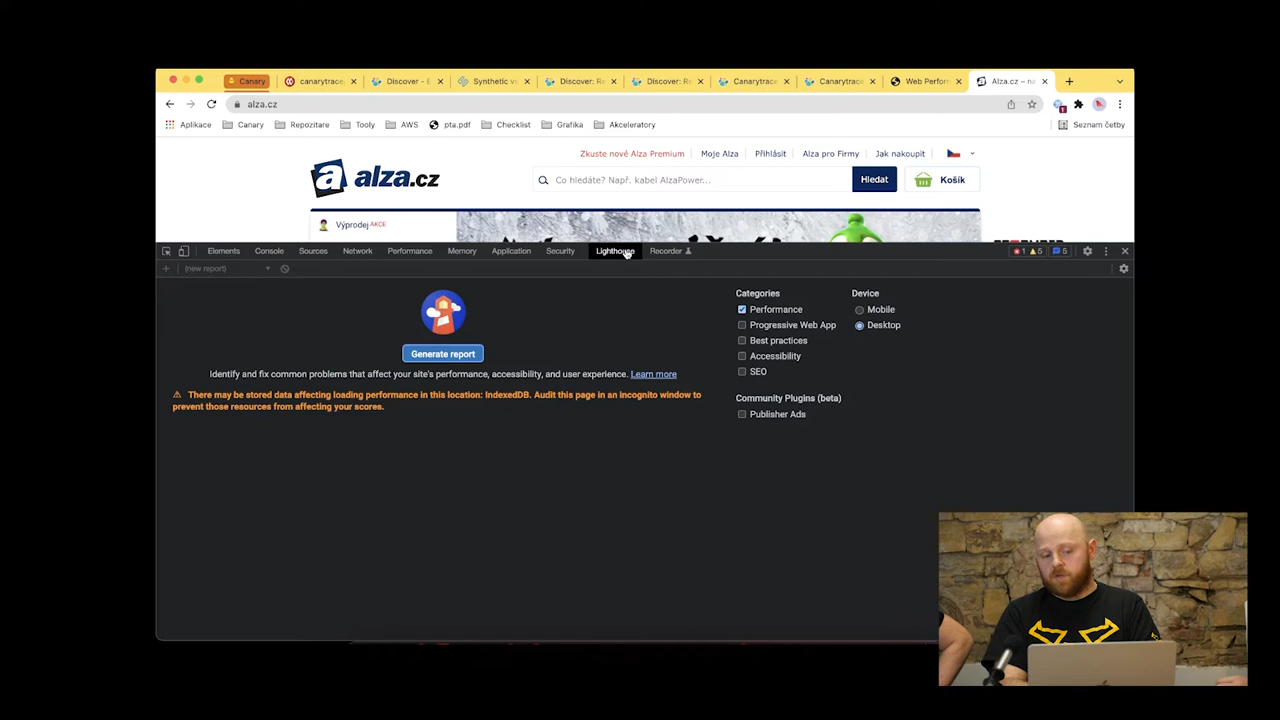 Canary
canarytrace
Discover - E
Synthetic v
Discover: R
Discover: R
Canarytrace
Canarytrace
Web Perform
Alza.cz – n
alza.cz
Aplikace
Canary
Repozitare
Tooly
AWS
pta.pdf
Checklist
Grafika
Akceleratory
Seznam četby
Zkuste nové Alza Premium
Moje Alza
Přihlásit
Alza pro Firmy
Jak nakoupit
a alza.cz
Co hledáte? Např. kabel AlzaPower...
Hledat
Košík
Výprodej AKCE
Elements
Console
Sources
Network
Performance
Memory
Application
Security
Lighthouse
Recorder
1
5
5
(new report)
Generate report
Identify and fix common problems that affect your site's performance, accessibility, and user experience. Learn more
There may be stored data affecting loading performance in this location: IndexedDB. Audit this page in an incognito window to
prevent those resources from affecting your scores.
Categories
Performance
Progressive Web App
Best practices
Accessibility
SEO
Community Plugins (beta)
Publisher Ads
Device
Mobile
Desktop